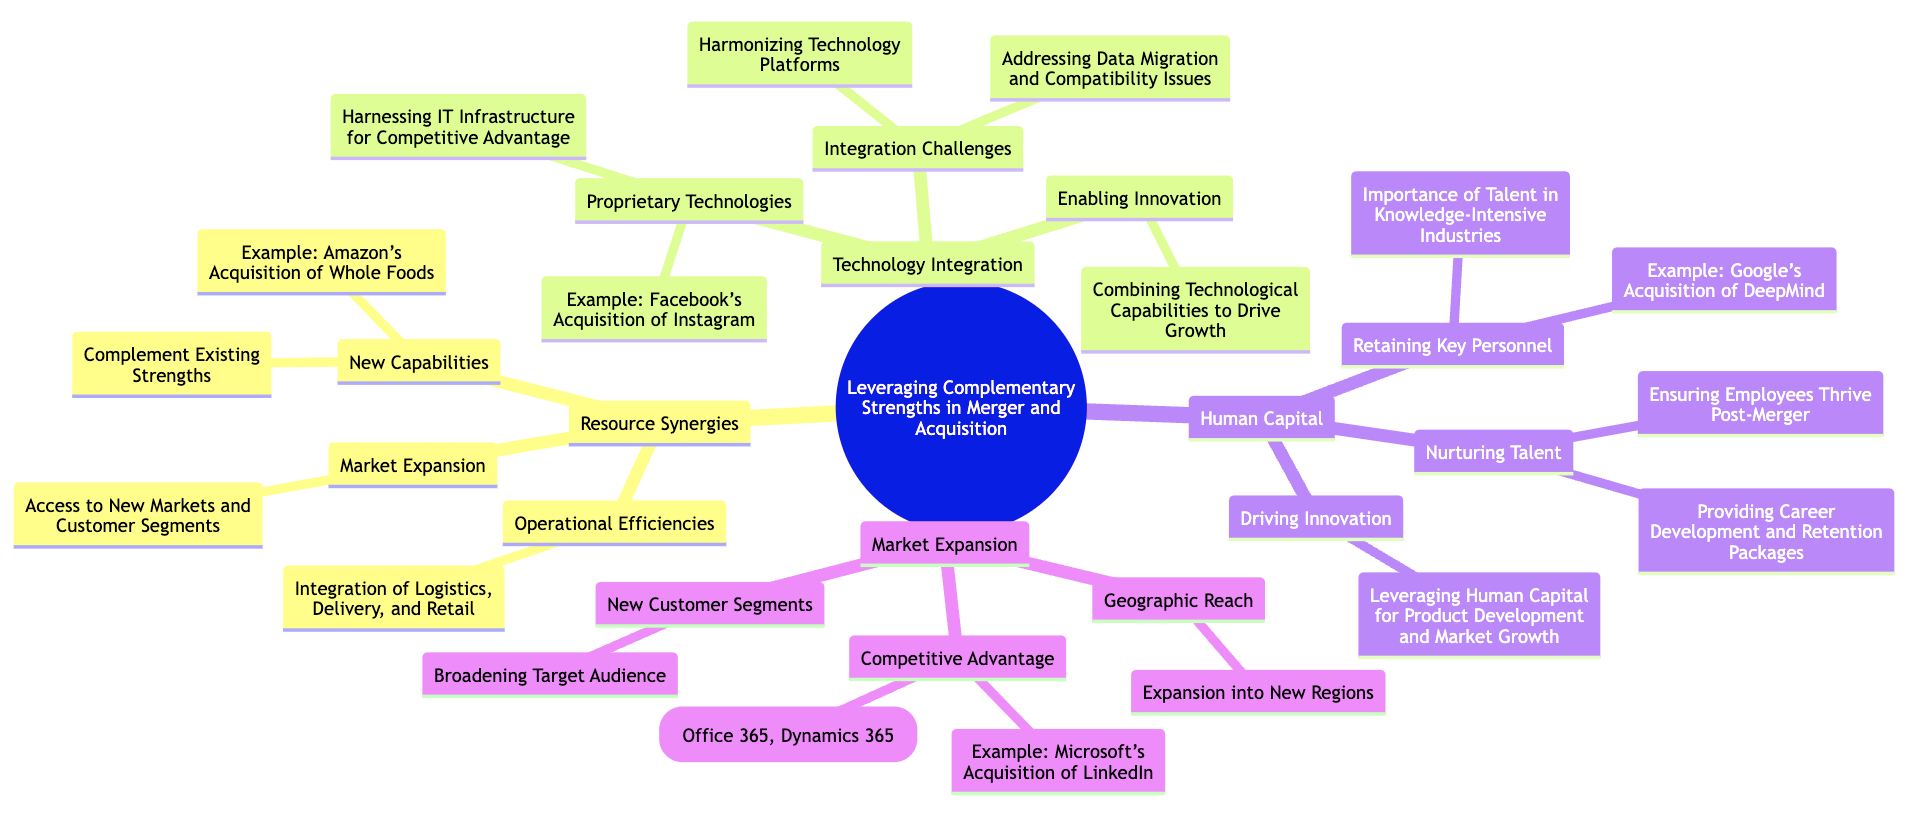 Leveraging Complementary
Strengths in Merger and
Acquisition
Resource Synergies
New Capabilities
Example: Amazon’s
Acquisition of Whole Foods
Complement Existing
Strengths
Market Expansion
Access to New Markets and
Customer Segments
Operational Efficiencies
Integration of Logistics,
Delivery, and Retail
Technology Integration
Proprietary Technologies
Harnessing IT Infrastructure
for Competitive Advantage
Example: Facebook’s
Acquisition of Instagram
Integration Challenges
Harmonizing Technology
Platforms
Addressing Data Migration
and Compatibility Issues
Enabling Innovation
Combining Technological
Capabilities to Drive
Growth
Human Capital
Retaining Key Personnel
Importance of Talent in
Knowledge-Intensive
Industries
Example: Google’s
Acquisition of DeepMind
Nurturing Talent
Ensuring Employees Thrive
Post-Merger
Providing Career
Development and Retention
Packages
Driving Innovation
Leveraging Human Capital
for Product Development
and Market Growth
Market Expansion
New Customer Segments
Broadening Target Audience
Competitive Advantage
Office 365, Dynamics 365
Example: Microsoft’s
Acquisition of LinkedIn
Geographic Reach
Expansion into New Regions